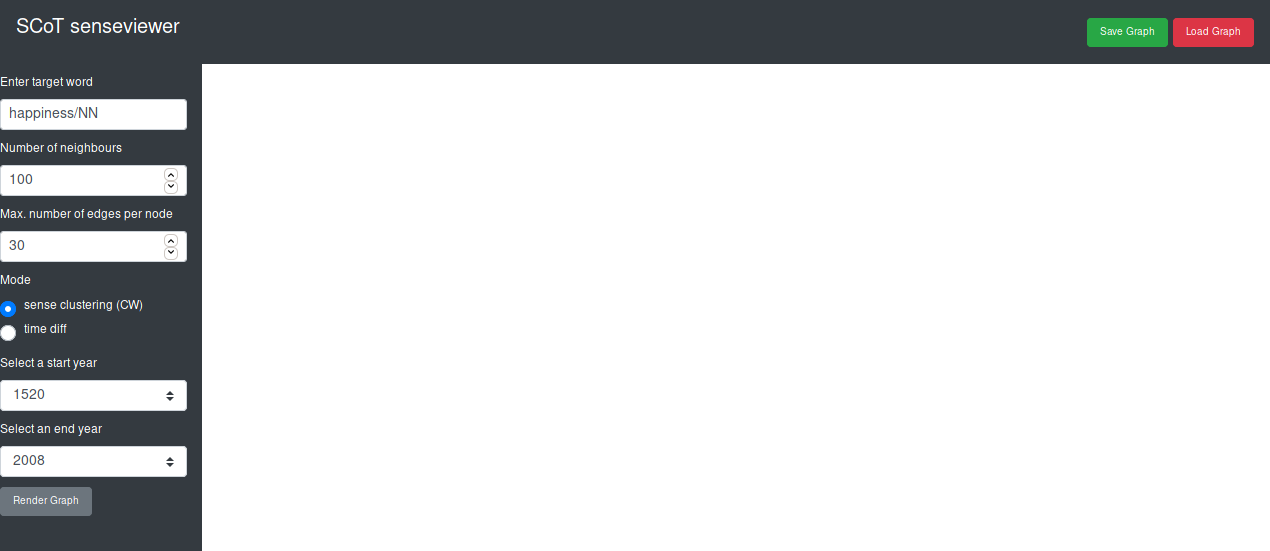 SCoT senseviewer
Save Graph
Load Graph
Enter target word
happiness/NN
Number of neighbours
100
Max. number of edges per node
30
Mode
sense clustering (CW)
time diff
Select a start year
1520
Select an end year
2008
Render Graph